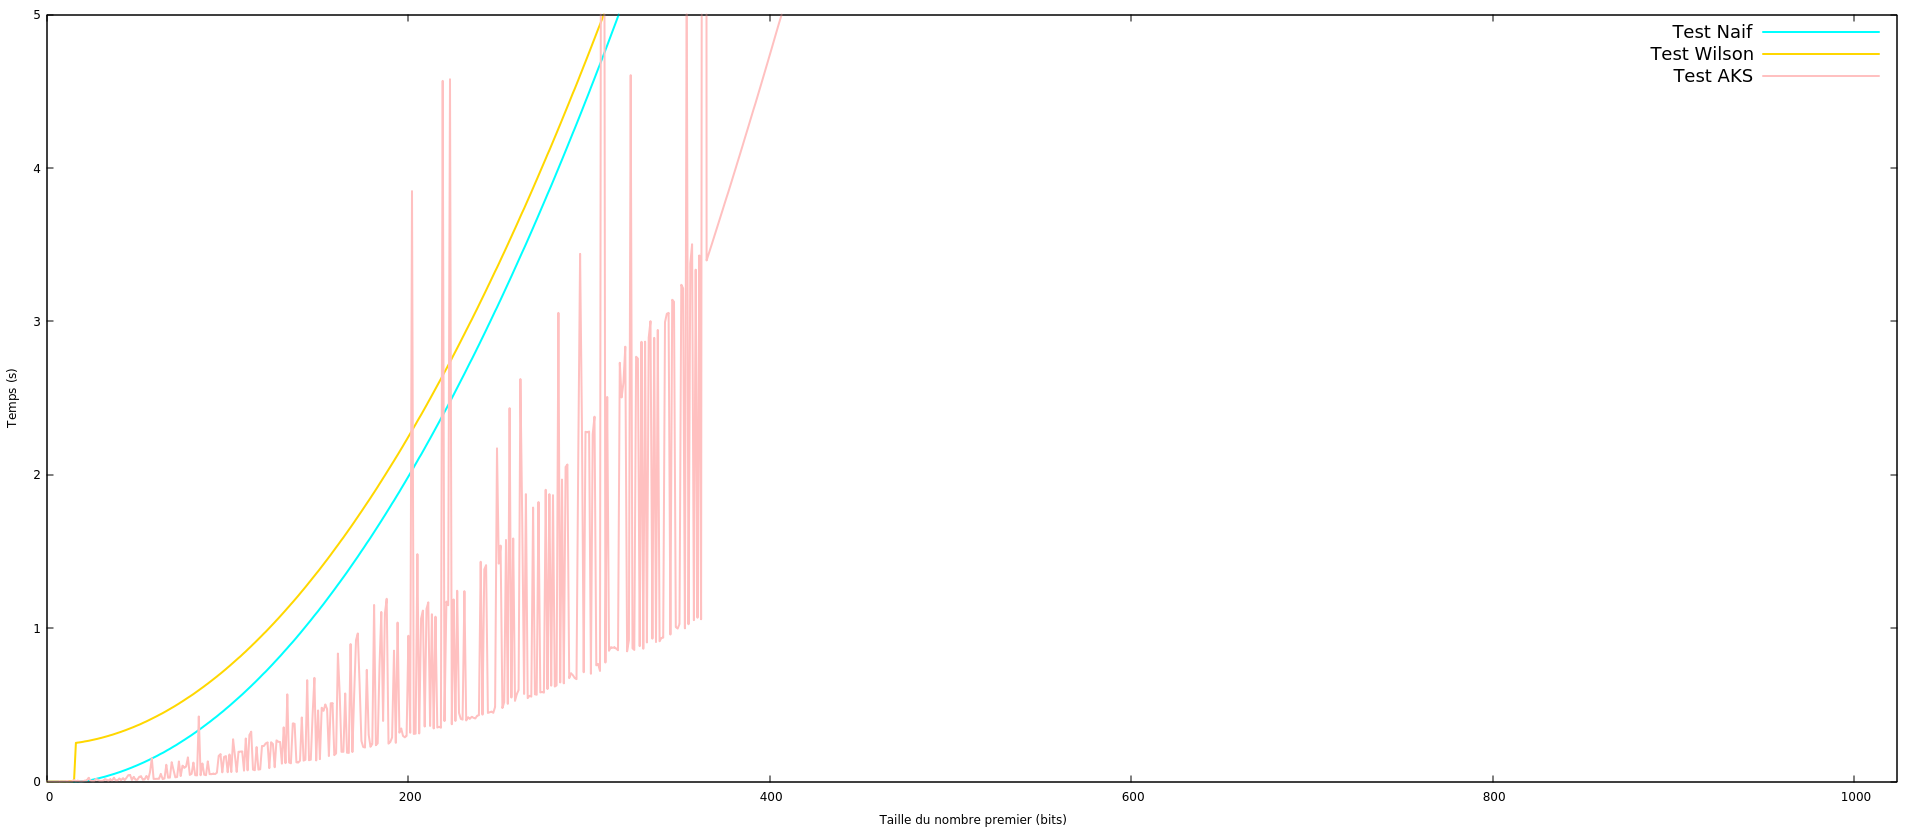 5
4
3
2
1
0
Temps (s)
Test Naif
Test Wilson
Test AKS
0 200 400 600 800 1000
Taille du nombre premier (bits)